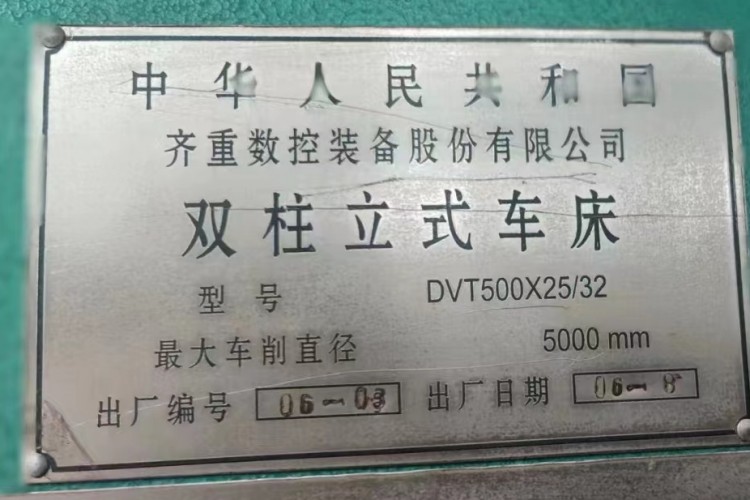 中华人民共和国
齐重数控装备股份有限公司
双柱立式车床
型号 DVT500X25/32
最大车削直径 5000 mm
出厂编号 06-03 出厂日期 06-8